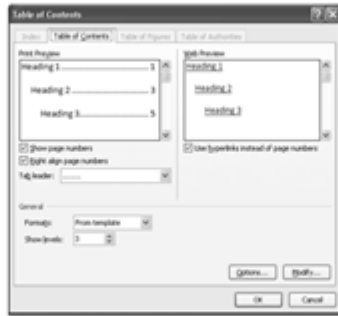 Table of Contents
Index Table of Contents Table of Figures Table of Authorities
Print Preview
Heading 1 ........................ 1
Heading 2 .................... 3
Heading 3 ................ 5
Web Preview
Heading 1
Heading 2
Heading 3
Show page numbers
Right align page numbers
Use hyperlinks instead of page numbers
Tab leader: .......
General
Formats: From template
Show levels: 3
Options... Modify...
OK Cancel